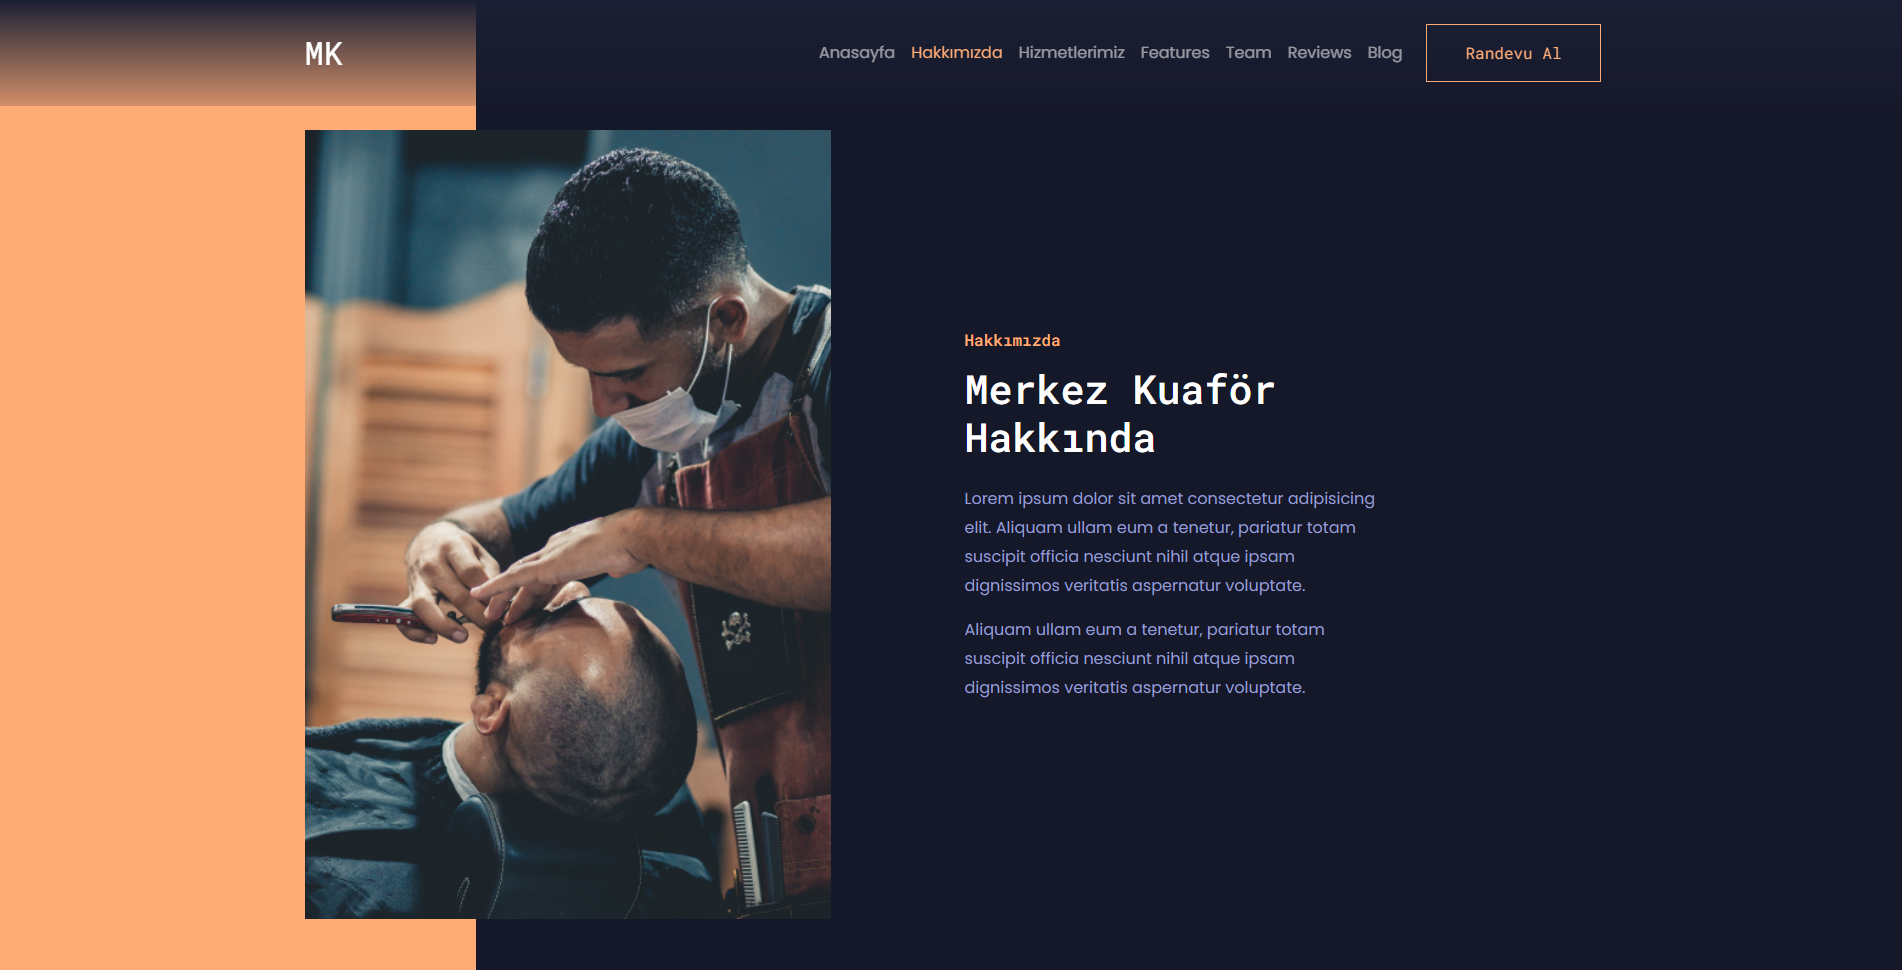 MK
Anasayfa Hakkımızda Hizmetlerimiz Features Team Reviews Blog Randevu Al
Hakkımızda
Merkez Kuaför
Hakkında
Lorem ipsum dolor sit amet consectetur adipisicing
elit. Aliquam ullam eum a tenetur, pariatur totam
suscipit officia nesciunt nihil atque ipsam
dignissimos veritatis aspernatur voluptate.
Aliquam ullam eum a tenetur, pariatur totam
suscipit officia nesciunt nihil atque ipsam
dignissimos veritatis aspernatur voluptate.